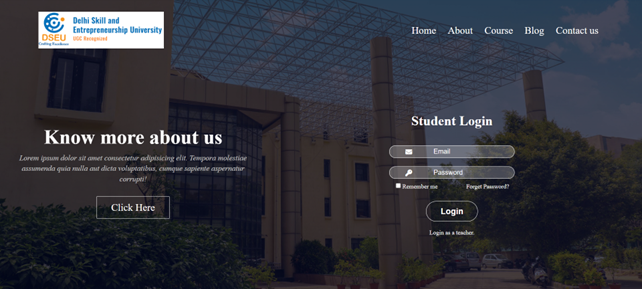 Delhi Skill and
Entrepreneurship University
UGC Recognized
DSEU
Coding Excellence
Home About Course Blog Contact us
Know more about us
Lorem ipsum dolor sit amet consectetur adipisicing elit. Tempora molestiae
assumenda quia nulla aut dicta voluptatibus, cumque sapiente aspernatur
corrupti!
Click Here
Student Login
Email
Password
Remember me Forget Password?
Login
Login as a teacher